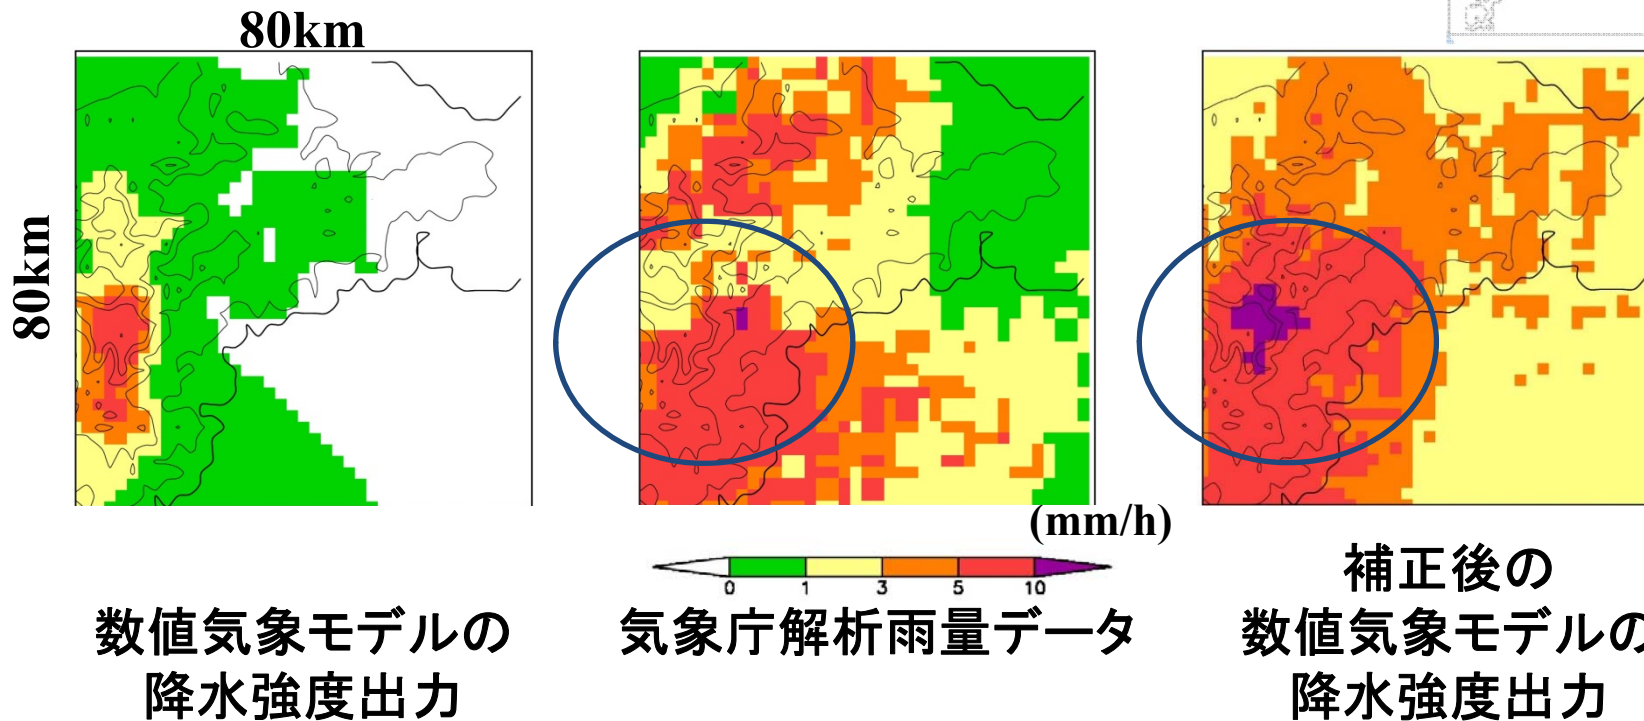 80km
80km
(mm/h)
0 1 3 5 10
数値気象モデルの
降水強度出力
気象庁解析雨量データ
補正後の
数値気象モデルの
降水強度出力